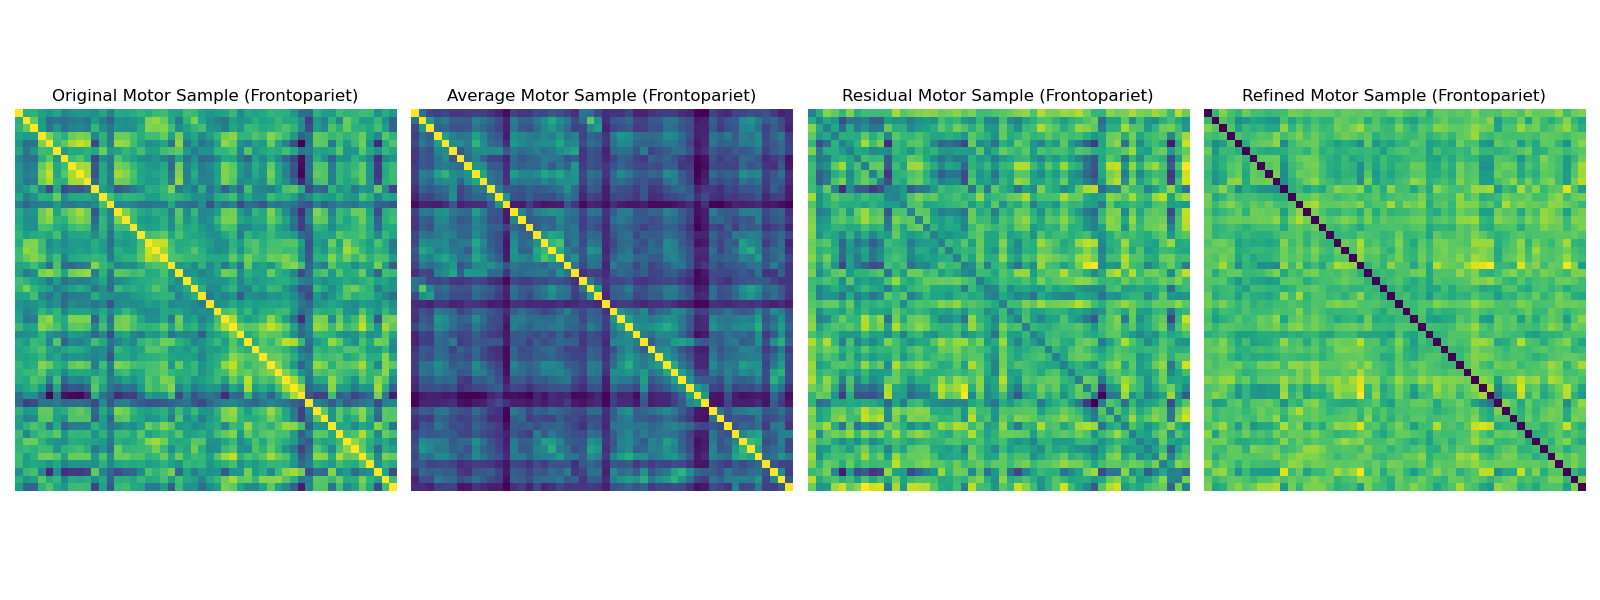 Original Motor Sample (Frontopariet)
Average Motor Sample (Frontopariet)
Residual Motor Sample (Frontopariet)
Refined Motor Sample (Frontopariet)